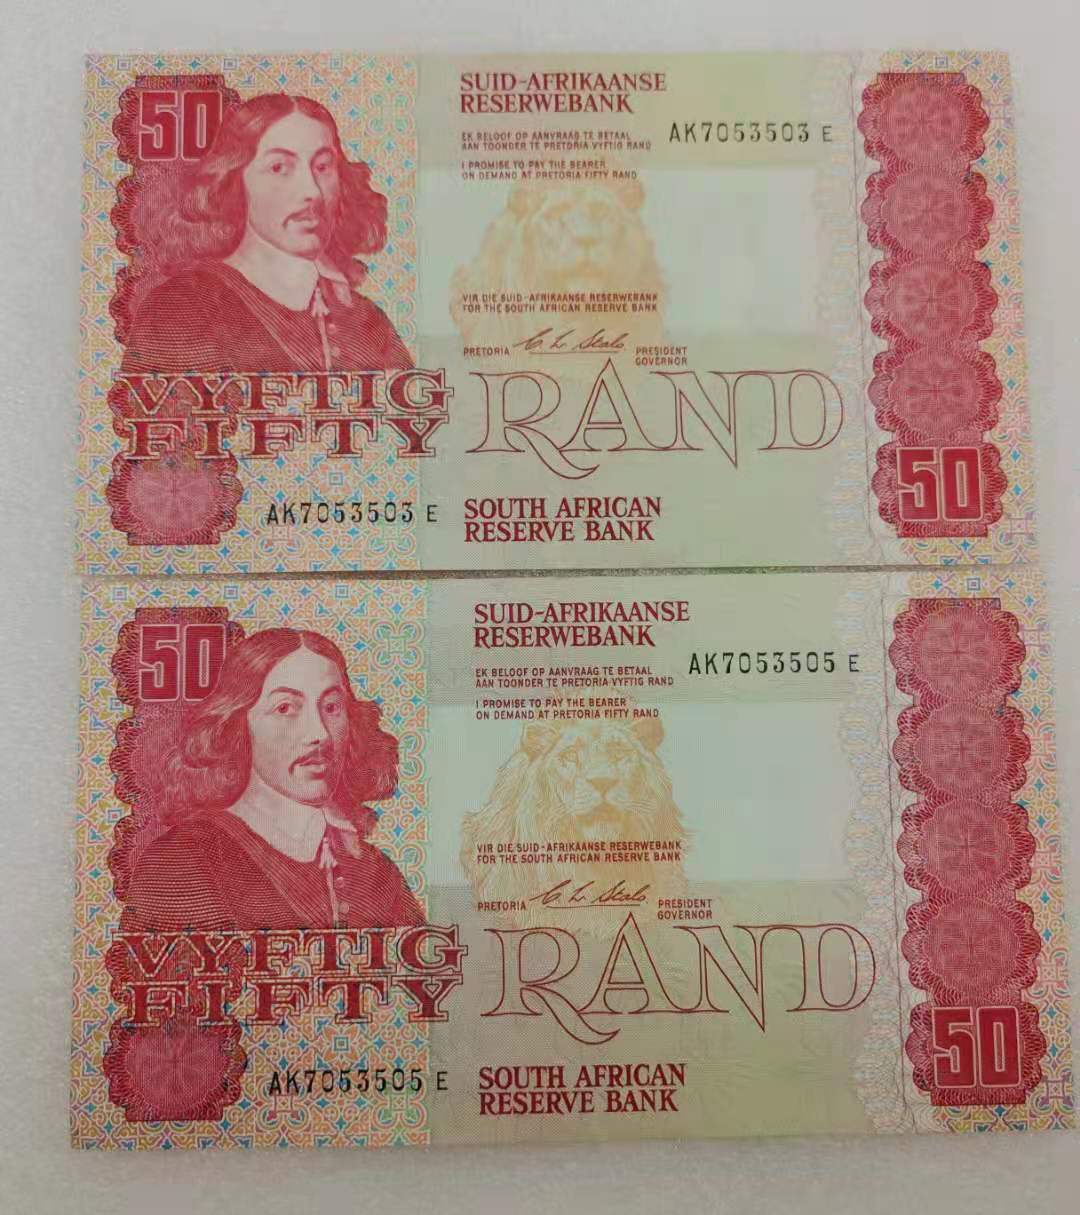 50
SUID-AFRIKAANSE
RESERWEBANK
EK BELOOF OP AANVRAAG TE BETAAL
AAN TOONDER TE PRETORIA VYFTIG RAND
I PROMISE TO PAY THE BEARER
ON DEMAND AT PRETORIA FIFTY RAND
AK7053503 E
VIR DIE SUID-AFRIKAANSE RESERWEBANK
FOR THE SOUTH AFRICAN RESERVE BANK
PRETORIA
PRESIDENT
GOVERNOR
VYFTIG
FIFTY
RAND
50
AK7053503 E
SOUTH AFRICAN
RESERVE BANK
50
SUID-AFRIKAANSE
RESERWEBANK
EK BELOOF OP AANVRAAG TE BETAAL
AAN TOONDER TE PRETORIA VYFTIG RAND
I PROMISE TO PAY THE BEARER
ON DEMAND AT PRETORIA FIFTY RAND
AK7053505 E
VIR DIE SUID-AFRIKAANSE RESERWEBANK
FOR THE SOUTH AFRICAN RESERVE BANK
PRETORIA
PRESIDENT
GOVERNOR
VYFTIG
FIFTY
RAND
50
AK7053505 E
SOUTH AFRICAN
RESERVE BANK